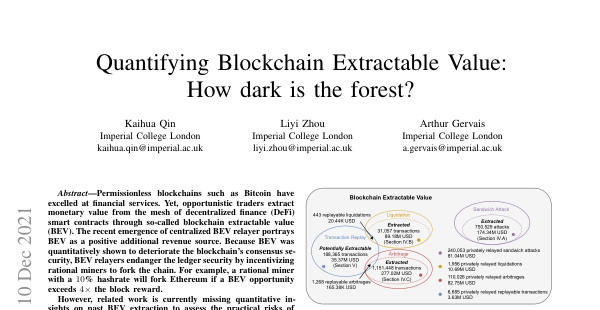 Quantifying Blockchain Extractable Value:
How dark is the forest?
Kaihua Qin
Imperial College London
kaihua.qin@imperial.ac.uk
Liyi Zhou
Imperial College London
liyi.zhou@imperial.ac.uk
Arthur Gervais
Imperial College London
a.gervais@imperial.ac.uk
10 Dec 2021
Abstract—Permissionless blockchains such as Bitcoin have
excelled at financial services. Yet, opportunistic traders extract
monetary value from the mesh of decentralized finance (DeFi)
smart contracts through so-called blockchain extractable value
(BEV). The recent emergence of centralized BEV relayer portrays
BEV as a positive additional revenue source. Because BEV was
quantitatively shown to deteriorate the blockchain's consensus se-
curity, BEV relayers endanger the ledger security by incentivizing
rational miners to fork the chain. For example, a rational miner
with a 10% hashrate will fork Ethereum if a BEV opportunity
exceeds 4× the block reward.
However, related work is currently missing quantitative in-
sights on past BEV extraction to assess the practical risks of
Blockchain Extractable Value
443 replayable liquidations
20.44K USD
Transaction Replay
Potentially Extractable
188,365 transactions
35.37M USD
(Section V)
1,268 replayable arbitrages
165.38K USD
Liquidation
Extracted
31,057 transactions
89.18M USD
(Section IV.B)
Arbitrage
Extracted
1,151,448 transactions
277.02M USD
(Section IV.C)
Sandwich Attack
Extracted
750,529 attacks
174.34M USD
(Section IV.A)
240,053 privately relayed sandwich attacks
81.04M USD
1,956 privately relayed liquidations
10.69M USD
110,026 privately relayed arbitrages
82.75M USD
6,685 privately relayed replayable transactions
3.63M USD